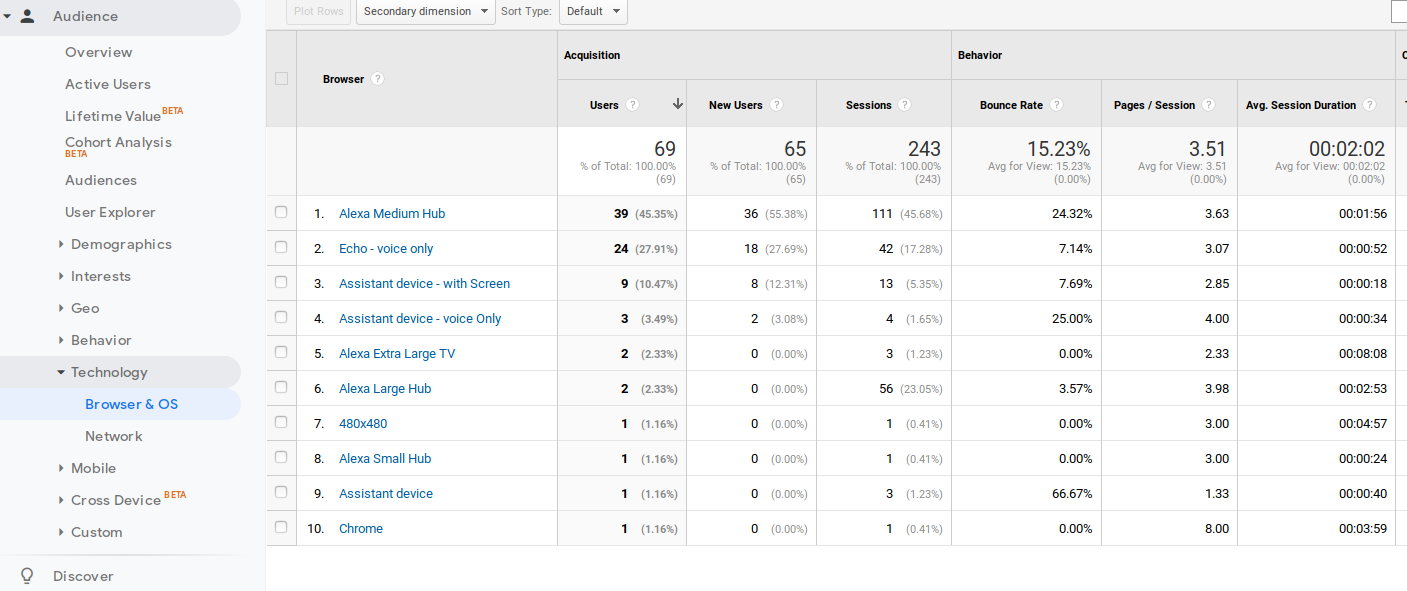 Audience
Overview
Active Users
Lifetime Value BETA
Cohort Analysis
BETA
Audiences
User Explorer
Demographics
Interests
Geo
Behavior
Technology
Browser & OS
Network
Mobile
Cross Device BETA
Custom
Discover
Plot Rows Secondary dimension Sort Type: Default
Acquisition Behavior
Browser ?
Users ? New Users ? Sessions ? Bounce Rate ? Pages / Session ? Avg. Session Duration ?
69 65 243 15.23% 3.51 00:02:02
% of Total: 100.00% % of Total: 100.00% % of Total: 100.00% Avg for View: 15.23% Avg for View: 3.51 Avg for View: 00:02:02
(69) (65) (243) (0.00%) (0.00%) (0.00%)
1. Alexa Medium Hub 39 (45.35%) 36 (55.38%) 111 (45.68%) 24.32% 3.63 00:01:56
2. Echo - voice only 24 (27.91%) 18 (27.69%) 42 (17.28%) 7.14% 3.07 00:00:52
3. Assistant device - with Screen 9 (10.47%) 8 (12.31%) 13 (5.35%) 7.69% 2.85 00:00:18
4. Assistant device - voice Only 3 (3.49%) 2 (3.08%) 4 (1.65%) 25.00% 4.00 00:00:34
5. Alexa Extra Large TV 2 (2.33%) 0 (0.00%) 3 (1.23%) 0.00% 2.33 00:08:08
6. Alexa Large Hub 2 (2.33%) 0 (0.00%) 56 (23.05%) 3.57% 3.98 00:02:53
7. 480x480 1 (1.16%) 0 (0.00%) 1 (0.41%) 0.00% 3.00 00:04:57
8. Alexa Small Hub 1 (1.16%) 0 (0.00%) 1 (0.41%) 0.00% 3.00 00:00:24
9. Assistant device 1 (1.16%) 0 (0.00%) 3 (1.23%) 66.67% 1.33 00:00:40
10. Chrome 1 (1.16%) 0 (0.00%) 1 (0.41%) 0.00% 8.00 00:03:59